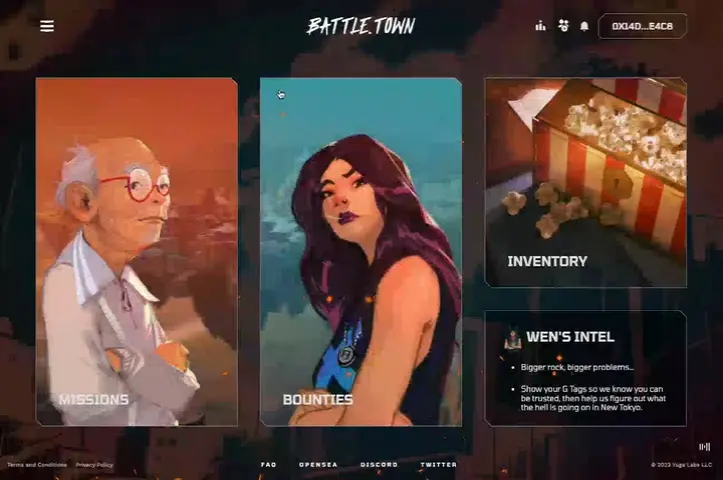 BATTLE.TOWN
0X14D...E4C8
MISSIONS
BOUNTIES
INVENTORY
WEN'S INTEL
Bigger rock, bigger problems...
Show your G Tags so we know you can
be trusted, then help us figure out what
the hell is going on in New Tokyo.
Terms and Conditions Privacy Policy
FAQ OPENSEA DISCORD TWITTER
© 2023 Yuga Labs LLC